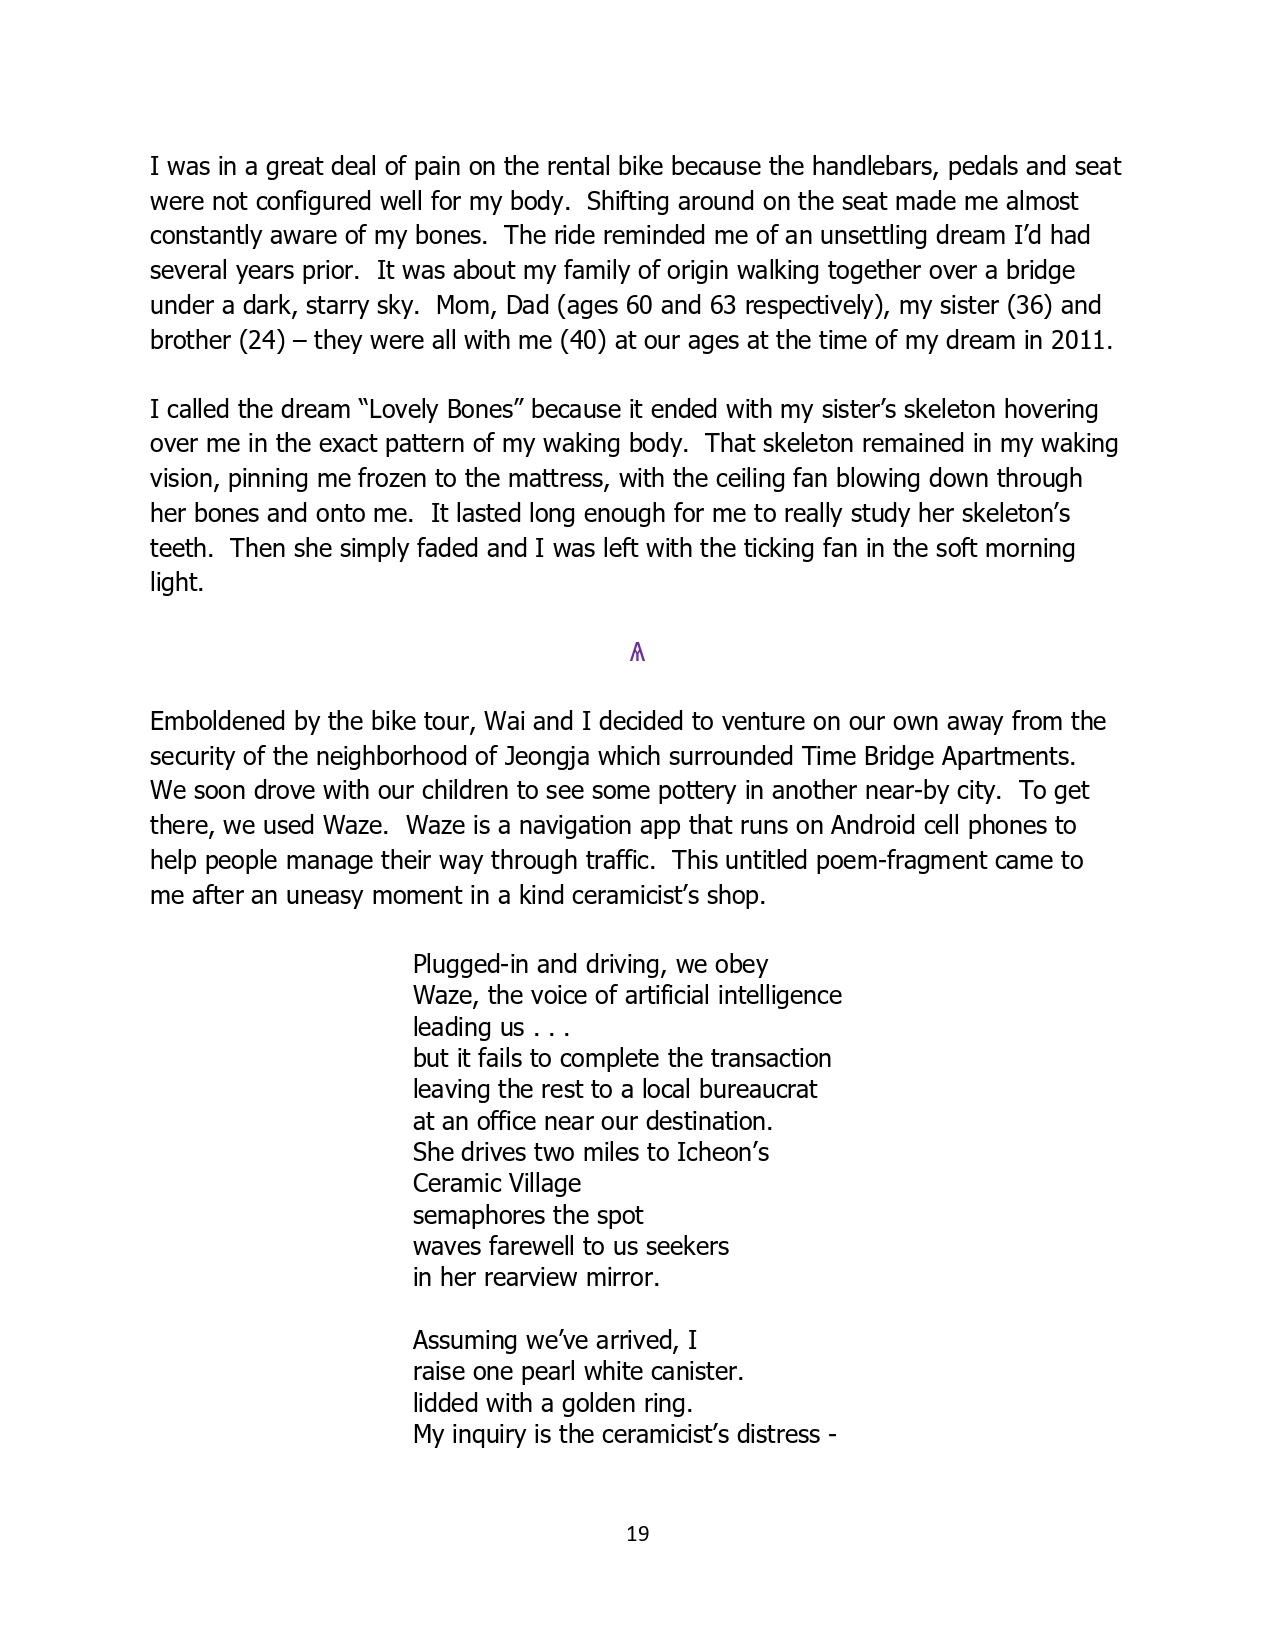 I was in a great deal of pain on the rental bike because the handlebars, pedals and seat
were not configured well for my body.  Shifting around on the seat made me almost
constantly aware of my bones.  The ride reminded me of an unsettling dream I’d had
several years prior.  It was about my family of origin walking together over a bridge
under a dark, starry sky.  Mom, Dad (ages 60 and 63 respectively), my sister (36) and
brother (24) – they were all with me (40) at our ages at the time of my dream in 2011.

I called the dream “Lovely Bones” because it ended with my sister’s skeleton hovering
over me in the exact pattern of my waking body.  That skeleton remained in my waking
vision, pinning me frozen to the mattress, with the ceiling fan blowing down through
her bones and onto me.  It lasted long enough for me to really study her skeleton’s
teeth.  Then she simply faded and I was left with the ticking fan in the soft morning
light.

Emboldened by the bike tour, Wai and I decided to venture on our own away from the
security of the neighborhood of Jeongja which surrounded Time Bridge Apartments.
We soon drove with our children to see some pottery in another near-by city.  To get
there, we used Waze.  Waze is a navigation app that runs on Android cell phones to
help people manage their way through traffic.  This untitled poem-fragment came to
me after an uneasy moment in a kind ceramicist’s shop.

Plugged-in and driving, we obey
Waze, the voice of artificial intelligence
leading us . . .
but it fails to complete the transaction
leaving the rest to a local bureaucrat
at an office near our destination.
She drives two miles to Icheon’s
Ceramic Village
semaphores the spot
waves farewell to us seekers
in her rearview mirror.

Assuming we’ve arrived, I
raise one pearl white canister.
lidded with a golden ring.
My inquiry is the ceramicist’s distress -

19